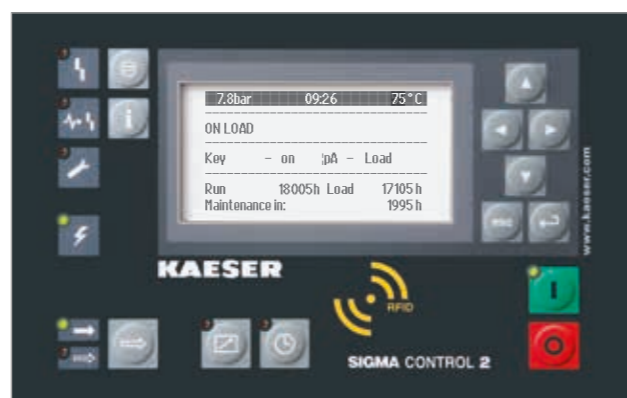 7.8bar 09:26 75°C
ON LOAD
Key - on pA - Load
Run 18005h Load 17105 h
Maintenance in: 1995 h
i
esc
www.kaeser.com
KAESER
RFID
I
O
SIGMA CONTROL 2